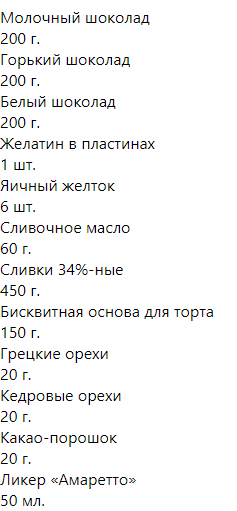 Молочный шоколад
200 г.
Горький шоколад
200 г.
Белый шоколад
200 г.
Желатин в пластинах
1 шт.
Яичный желток
6 шт.
Сливочное масло
60 г.
Сливки 34%-ные
450 г.
Бисквитная основа для торта
150 г.
Грецкие орехи
20 г.
Кедровые орехи
20 г.
Какао-порошок
20 г.
Ликер «Амаретто»
50 мл.